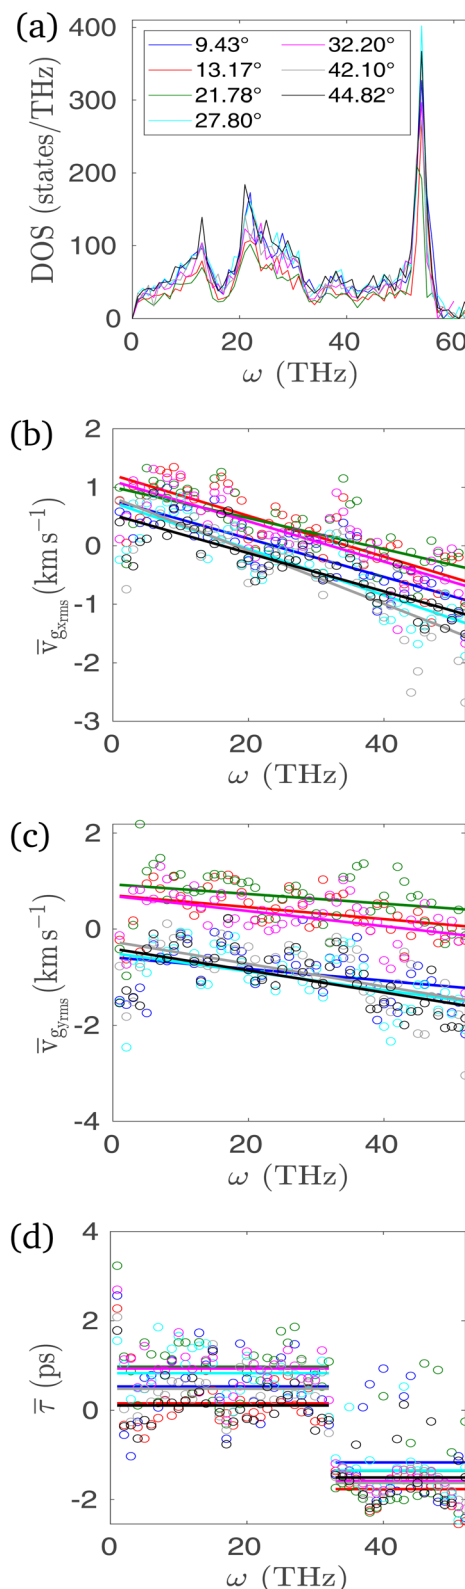 (a)
400
300
200
100
0
DOS (states/THz)
9.43° 32.20°
13.17° 42.10°
21.78° 44.82°
27.80°
0 20 40 60
ω (THz)
(b)
2
1
0
-1
-2
-3
v̅gxrms (km s⁻¹)
0 20 40
ω (THz)
(c)
2
0
-2
-4
v̅gyrms (km s⁻¹)
0 20 40
ω (THz)
(d)
4
2
0
-2
τ̅ (ps)
0 20 40
ω (THz)